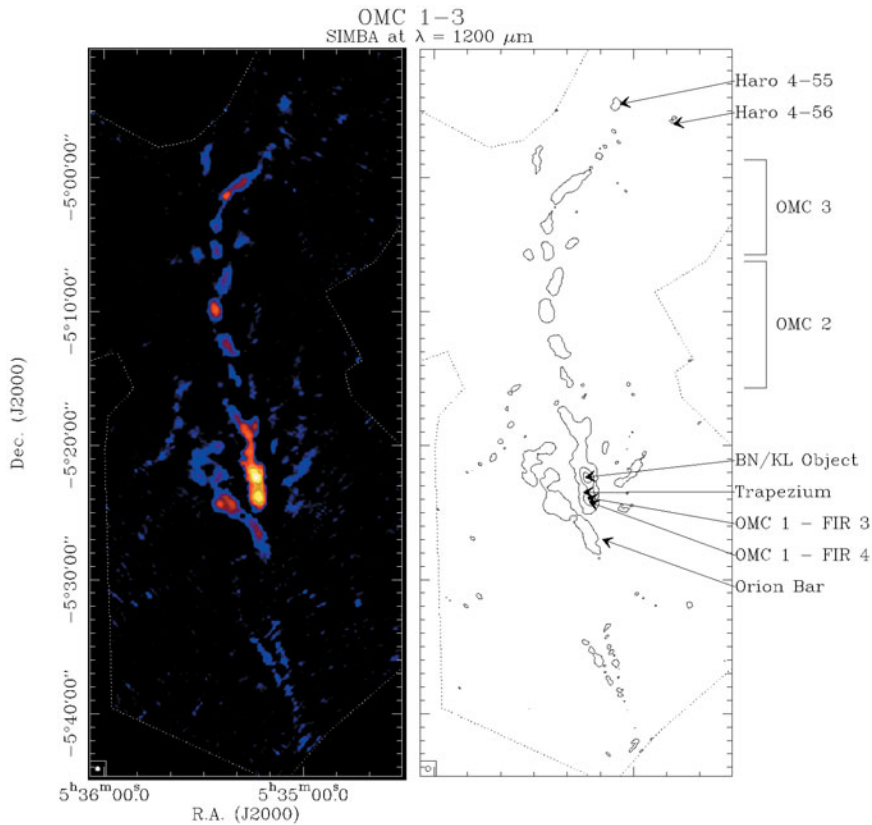 OMC 1−3
SIMBA at λ = 1200 μm
Haro 4−55
Haro 4−56
OMC 3
OMC 2
BN/KL Object
Trapezium
OMC 1 − FIR 3
OMC 1 − FIR 4
Orion Bar
Dec. (J2000)
−5°00'00"
−5°10'00"
−5°20'00"
−5°30'00"
−5°40'00"
5ʰ36ᵐ00ˢ.0
5ʰ35ᵐ00ˢ.0
R.A. (J2000)